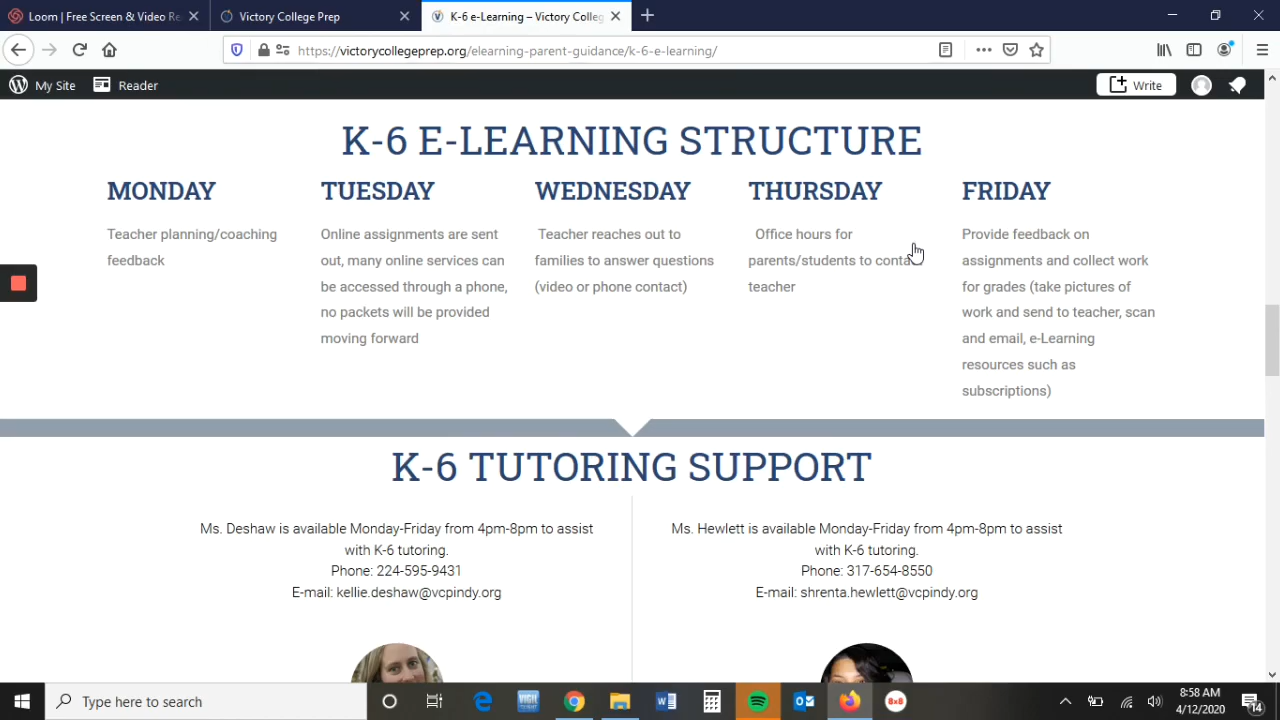 Loom | Free Screen & Video Re
Victory College Prep
K-6 e-Learning – Victory Colleg
https://victorycollegeprep.org/elearning-parent-guidance/k-6-e-learning/
My Site
Reader
Write
K-6 E-LEARNING STRUCTURE
MONDAY
Teacher planning/coaching
feedback
TUESDAY
Online assignments are sent
out, many online services can
be accessed through a phone,
no packets will be provided
moving forward
WEDNESDAY
Teacher reaches out to
families to answer questions
(video or phone contact)
THURSDAY
Office hours for
parents/students to conta
teacher
FRIDAY
Provide feedback on
assignments and collect work
for grades (take pictures of
work and send to teacher, scan
and email, e-Learning
resources such as
subscriptions)
K-6 TUTORING SUPPORT
Ms. Deshaw is available Monday-Friday from 4pm-8pm to assist
with K-6 tutoring.
Phone: 224-595-9431
E-mail: kellie.deshaw@vcpindy.org
Ms. Hewlett is available Monday-Friday from 4pm-8pm to assist
with K-6 tutoring.
Phone: 317-654-8550
E-mail: shrenta.hewlett@vcpindy.org
Type here to search
8x8
8:58 AM
4/12/2020
14